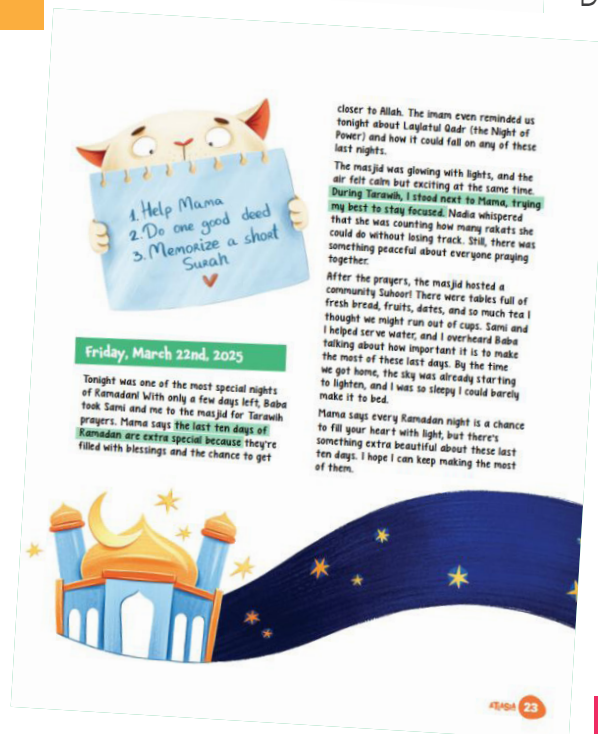 1. Help Mama
2. Do one good deed
3. Memorize a short
Surah
Friday, March 22nd, 2025
Tonight was one of the most special nights
of Ramadan! With only a few days left, Baba
took Sami and me to the masjid for Tarawih
prayers. Mama says the last ten days of
Ramadan are extra special because they're
filled with blessings and the chance to get
closer to Allah. The imam even reminded us
tonight about Laylatul Qadr (the Night of
Power) and how it could fall on any of these
last nights.
The masjid was glowing with lights, and the
air felt calm but exciting at the same time.
During Tarawih, I stood next to Mama, trying
my best to stay focused. Nadia whispered
that she was counting how many rakats she
could do without losing track. Still, there was
something peaceful about everyone praying
together.
After the prayers, the masjid hosted a
community Suhoor! There were tables full of
fresh bread, fruits, dates, and so much tea I
thought we might run out of cups. Sami and
I helped serve water, and I overheard Baba
talking about how important it is to make
the most of these last days. By the time
we got home, the sky was already starting
to lighten, and I was so sleepy I could barely
make it to bed.
Mama says every Ramadan night is a chance
to fill your heart with light, but there's
something extra beautiful about these last
ten days. I hope I can keep making the most
of them.
23